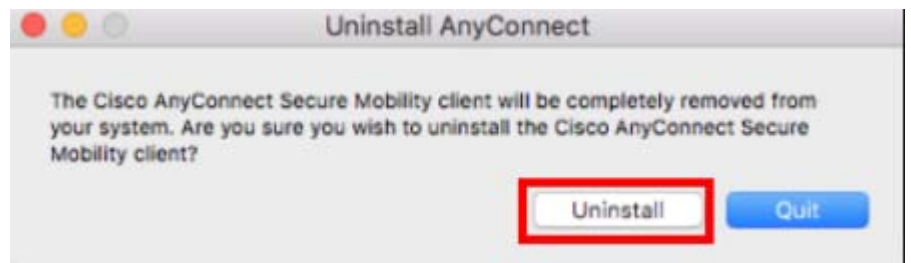 Uninstall AnyConnect
The Cisco AnyConnect Secure Mobility client will be completely removed from
your system. Are you sure you wish to uninstall the Cisco AnyConnect Secure
Mobility client?
Uninstall Quit